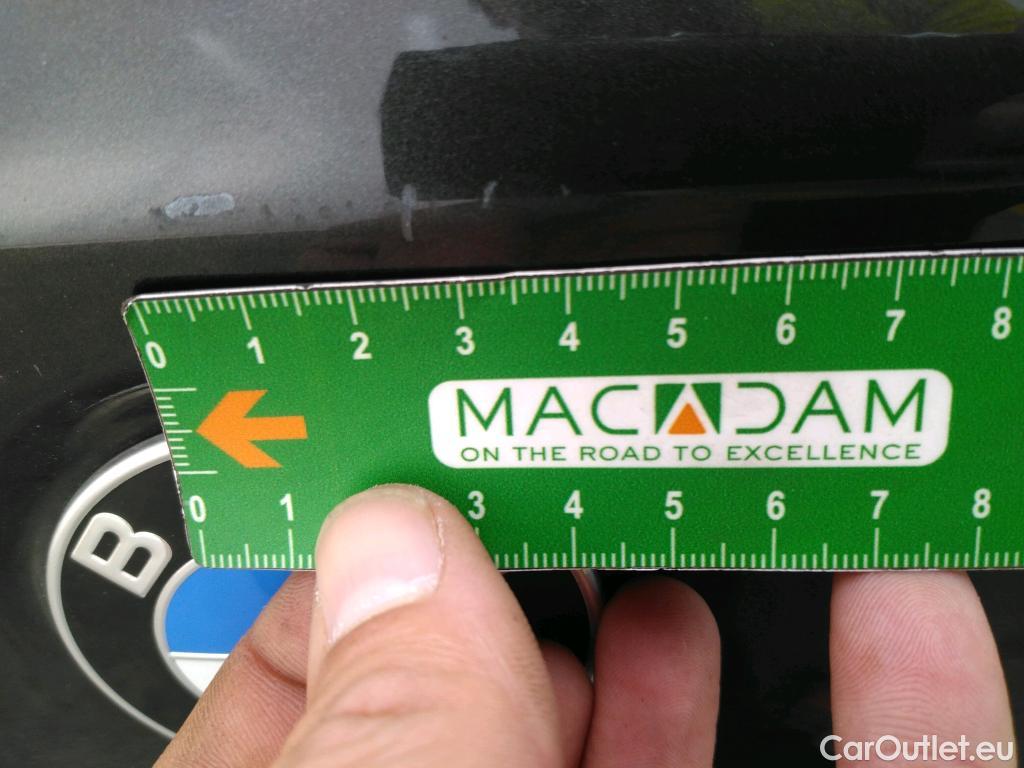 0 1 2 3 4 5 6 7 8
MACADAM
ON THE ROAD TO EXCELLENCE
0 1 3 4 5 6 7 8
B
CarOutlet.eu